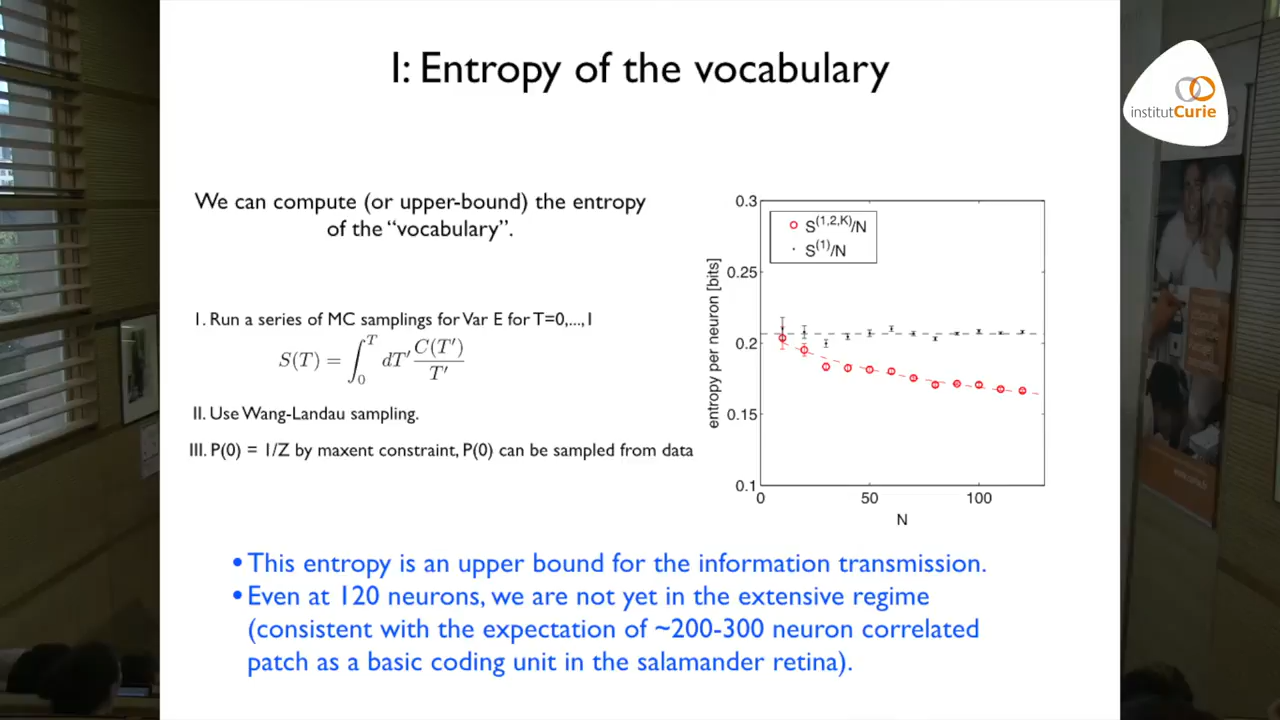 I: Entropy of the vocabulary
institutCurie
We can compute (or upper-bound) the entropy
of the “vocabulary”.
I. Run a series of MC samplings for Var E for T=0,...,1
S(T) = ∫₀ᵀ dT′ C(T′)/T′
II. Use Wang-Landau sampling.
III. P(0) = 1/Z by maxent constraint, P(0) can be sampled from data
S^(1,2,K)/N
S^(1)/N
entropy per neuron [bits]
0.3
0.25
0.2
0.15
0.1
0 50 100
N
• This entropy is an upper bound for the information transmission.
• Even at 120 neurons, we are not yet in the extensive regime
(consistent with the expectation of ~200-300 neuron correlated
patch as a basic coding unit in the salamander retina).